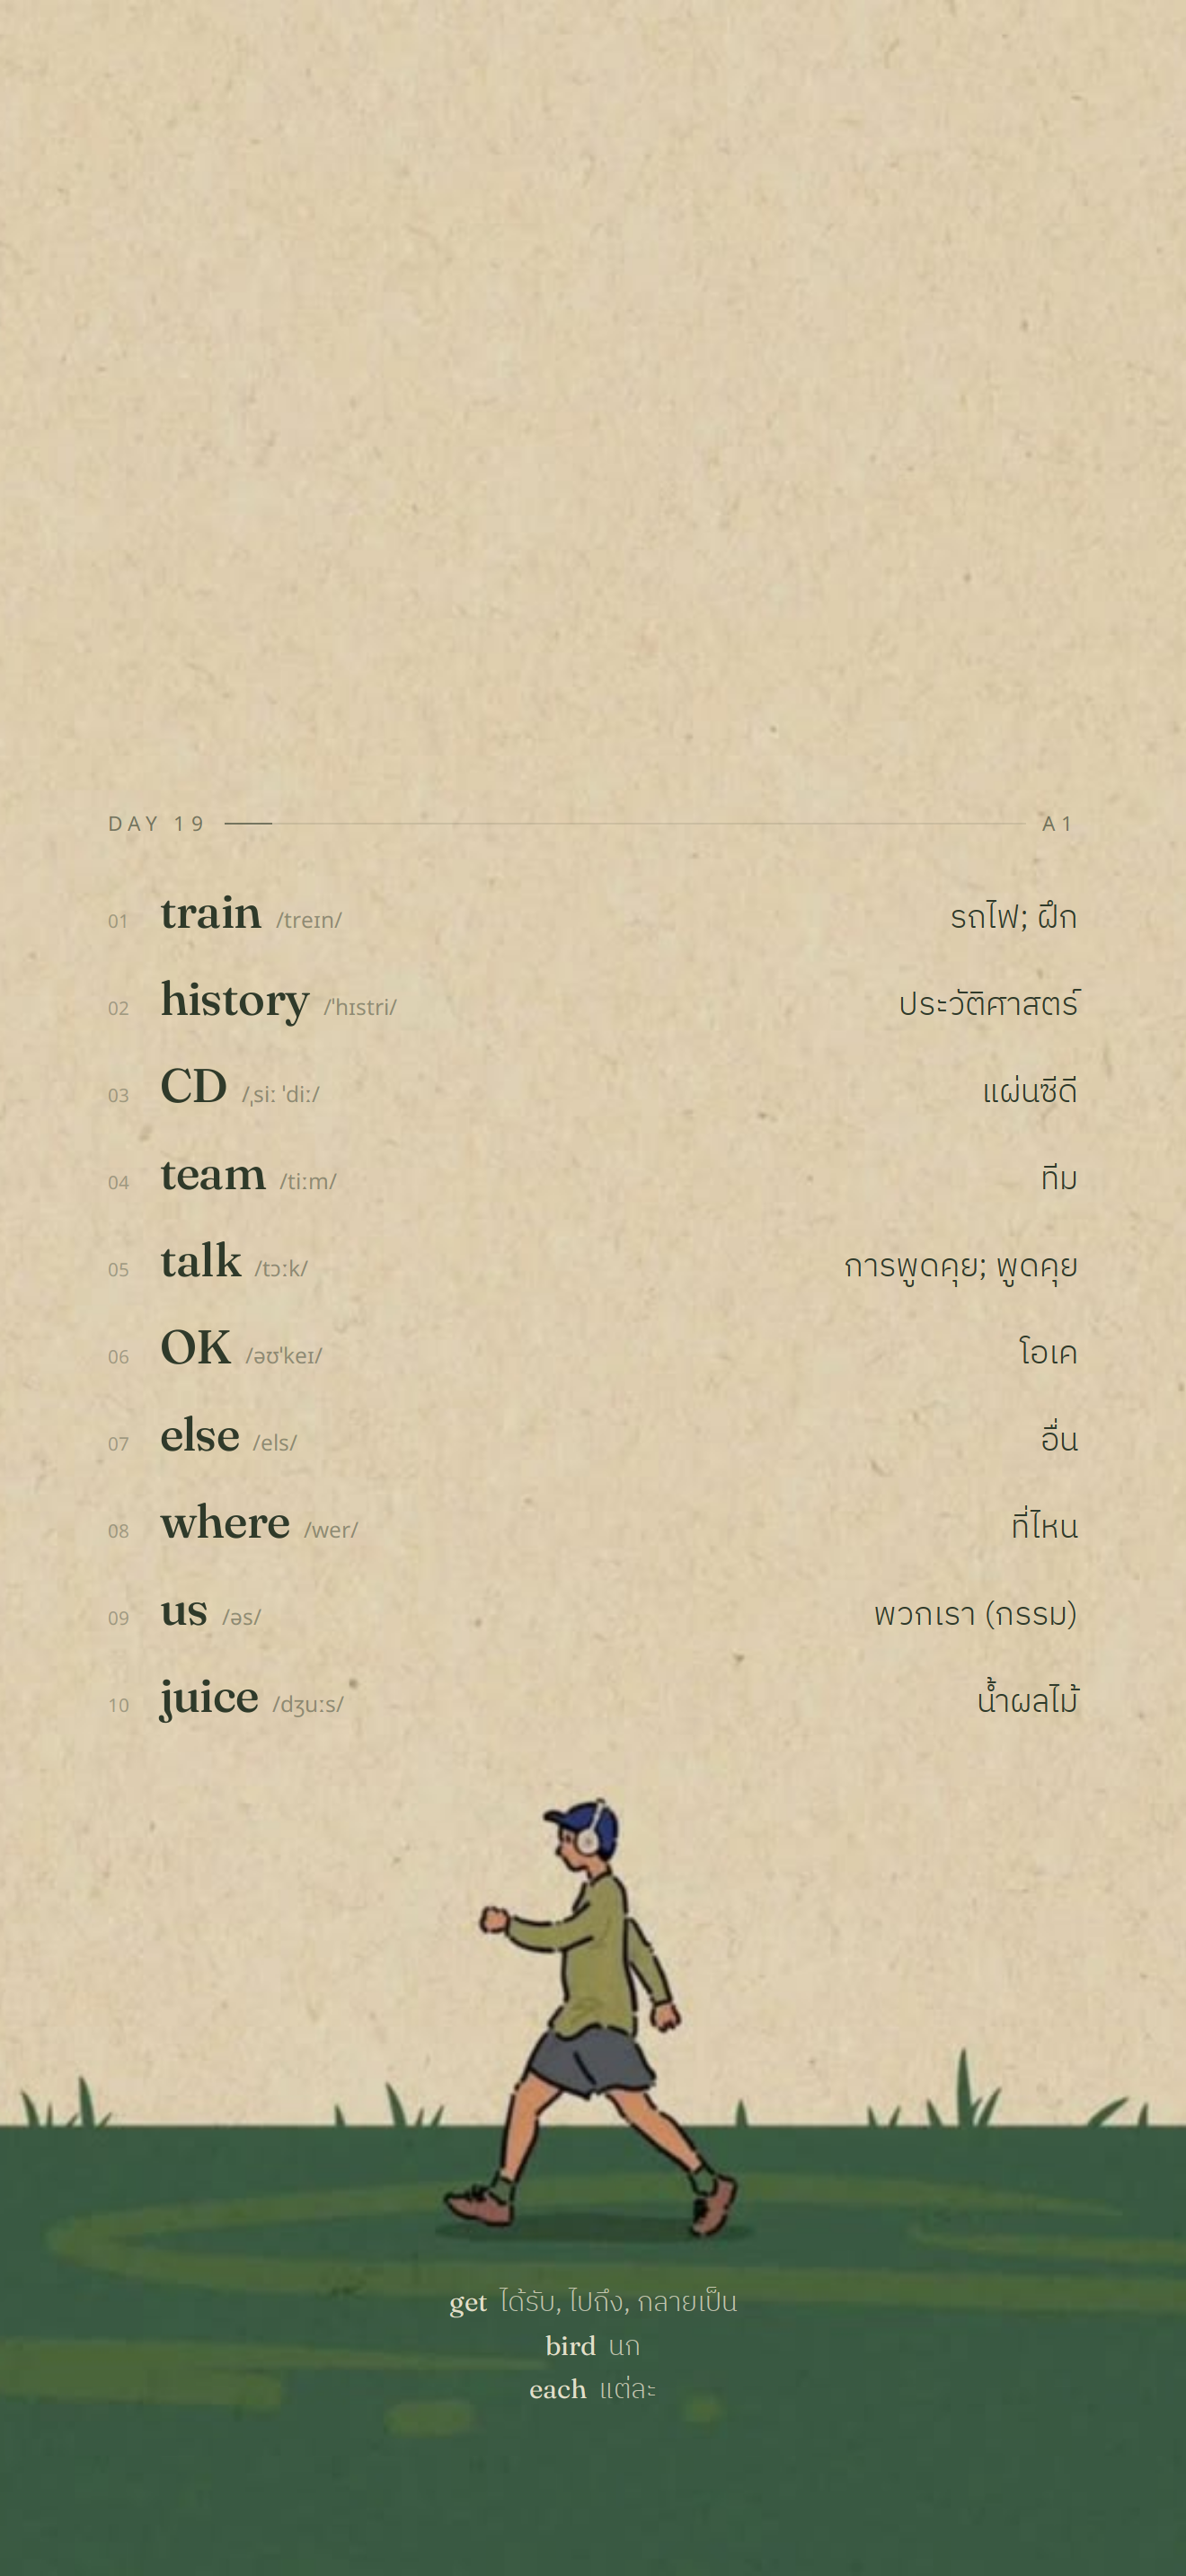 DAY 19 A1
01 train /treɪn/ รถไฟ; ฝึก
02 history /ˈhɪstri/ ประวัติศาสตร์
03 CD /ˌsiː ˈdiː/ แผ่นซีดี
04 team /tiːm/ ทีม
05 talk /tɔːk/ การพูดคุย; พูดคุย
06 OK /əʊˈkeɪ/ โอเค
07 else /els/ อื่น
08 where /wer/ ที่ไหน
09 us /əs/ พวกเรา (กรรม)
10 juice /dʒuːs/ น้ำผลไม้
get ได้รับ, ไปถึง, กลายเป็น
bird นก
each แต่ละ